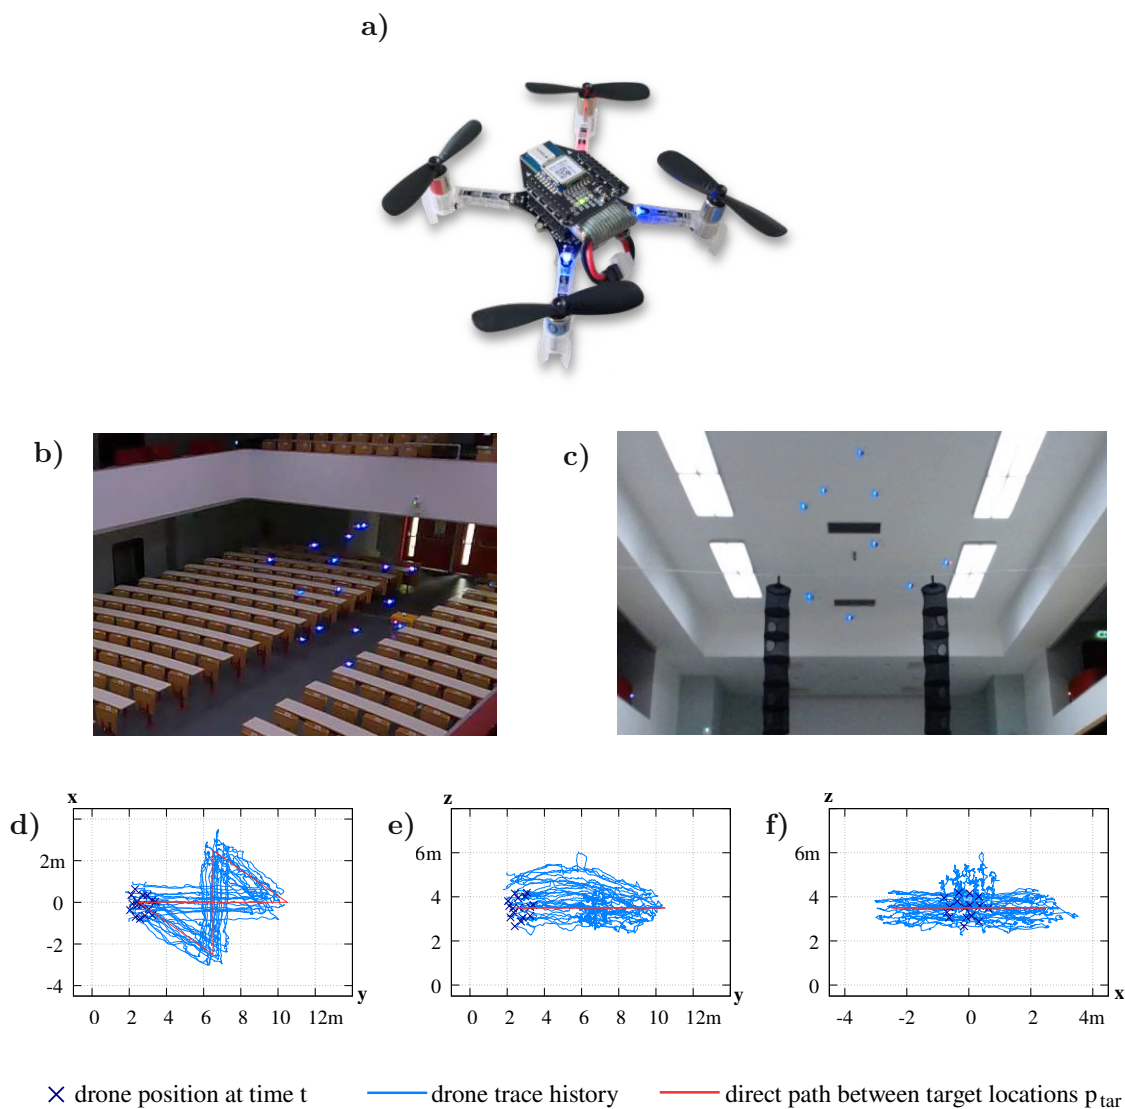 a)
b)
c)
d)
x
2m
0
-2
-4
y
0 2 4 6 8 10 12m
e)
z
6m
4
2
0
y
0 2 4 6 8 10 12m
f)
z
6m
4
2
0
x
-4 -2 0 2 4m
drone position at time t
drone trace history
direct path between target locations p tar